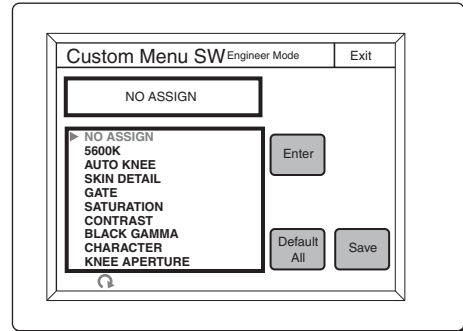 Custom Menu SW Engineer Mode Exit
NO ASSIGN
NO ASSIGN
5600K
AUTO KNEE
SKIN DETAIL
GATE
SATURATION
CONTRAST
BLACK GAMMA
CHARACTER
KNEE APERTURE
Enter
Default
All
Save